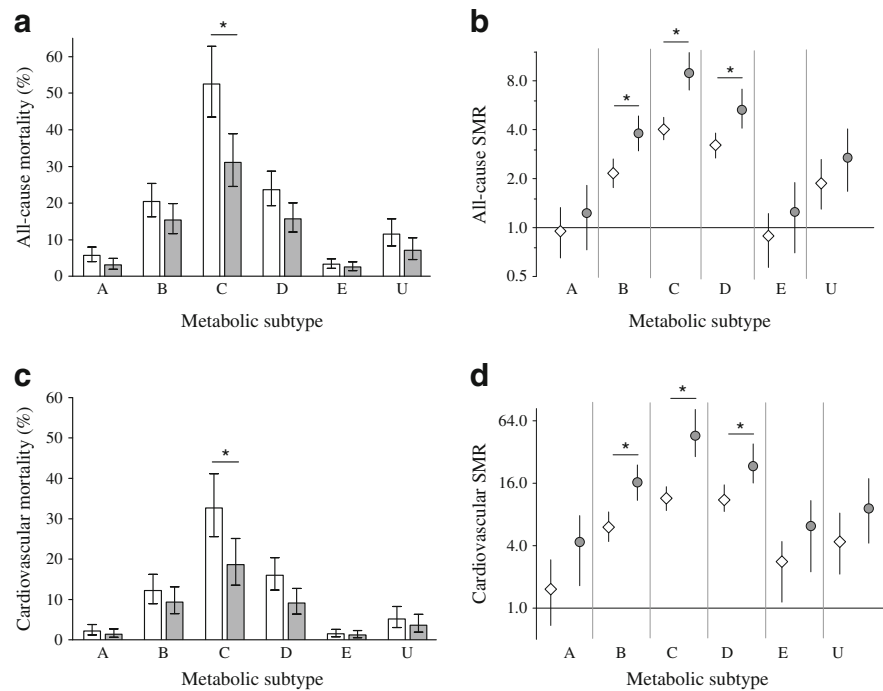 a
All-cause mortality (%)
60
50
40
30
20
10
0
*
A B C D E U
Metabolic subtype
b
All-cause SMR
8.0
4.0
2.0
1.0
0.5
* * *
A B C D E U
Metabolic subtype
c
Cardiovascular mortality (%)
60
50
40
30
20
10
0
*
A B C D E U
Metabolic subtype
d
Cardiovascular SMR
64.0
16.0
4.0
1.0
* * *
A B C D E U
Metabolic subtype